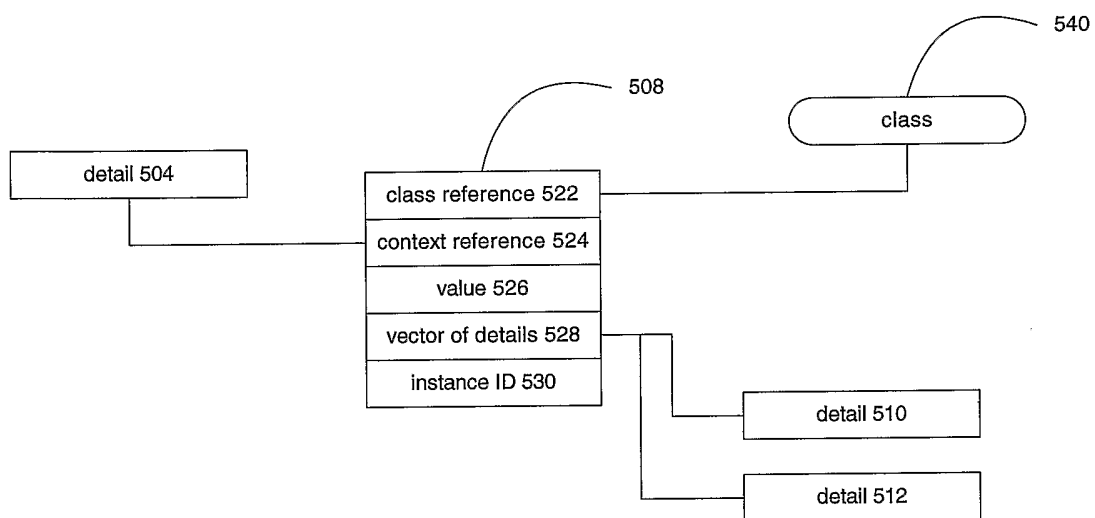 540
508
class
detail 504
class reference 522
context reference 524
value 526
vector of details 528
instance ID 530
detail 510
detail 512